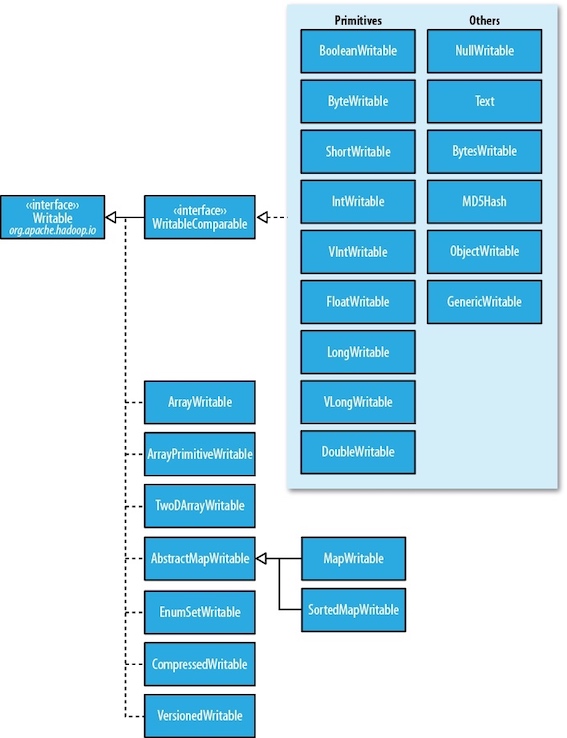 Primitives
Others
BooleanWritable
NullWritable
ByteWritable
Text
ShortWritable
BytesWritable
«interface»
Writable
org.apache.hadoop.io
«interface»
WritableComparable
IntWritable
MD5Hash
VIntWritable
ObjectWritable
FloatWritable
GenericWritable
LongWritable
VLongWritable
DoubleWritable
ArrayWritable
ArrayPrimitiveWritable
TwoDArrayWritable
AbstractMapWritable
MapWritable
SortedMapWritable
EnumSetWritable
CompressedWritable
VersionedWritable